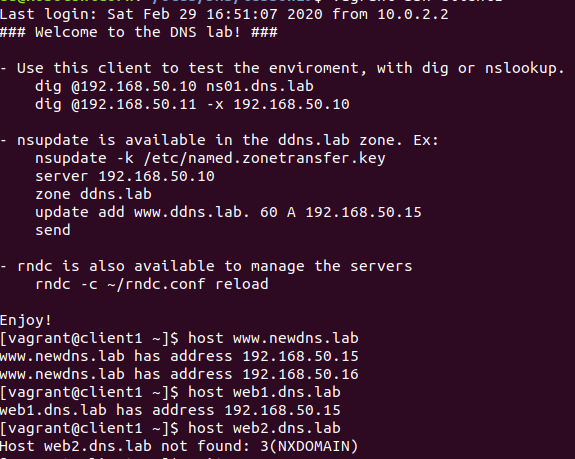 Last login: Sat Feb 29 16:51:07 2020 from 10.0.2.2
### Welcome to the DNS lab! ###
- Use this client to test the enviroment, with dig or nslookup.
dig @192.168.50.10 ns01.dns.lab
dig @192.168.50.11 -x 192.168.50.10
- nsupdate is available in the ddns.lab zone. Ex:
nsupdate -k /etc/named.zonetransfer.key
server 192.168.50.10
zone ddns.lab
update add www.ddns.lab. 60 A 192.168.50.15
send
- rndc is also available to manage the servers
rndc -c ~/rndc.conf reload
Enjoy!
[vagrant@client1 ~]$ host www.newdns.lab
www.newdns.lab has address 192.168.50.15
www.newdns.lab has address 192.168.50.16
[vagrant@client1 ~]$ host web1.dns.lab
web1.dns.lab has address 192.168.50.15
[vagrant@client1 ~]$ host web2.dns.lab
Host web2.dns.lab not found: 3(NXDOMAIN)